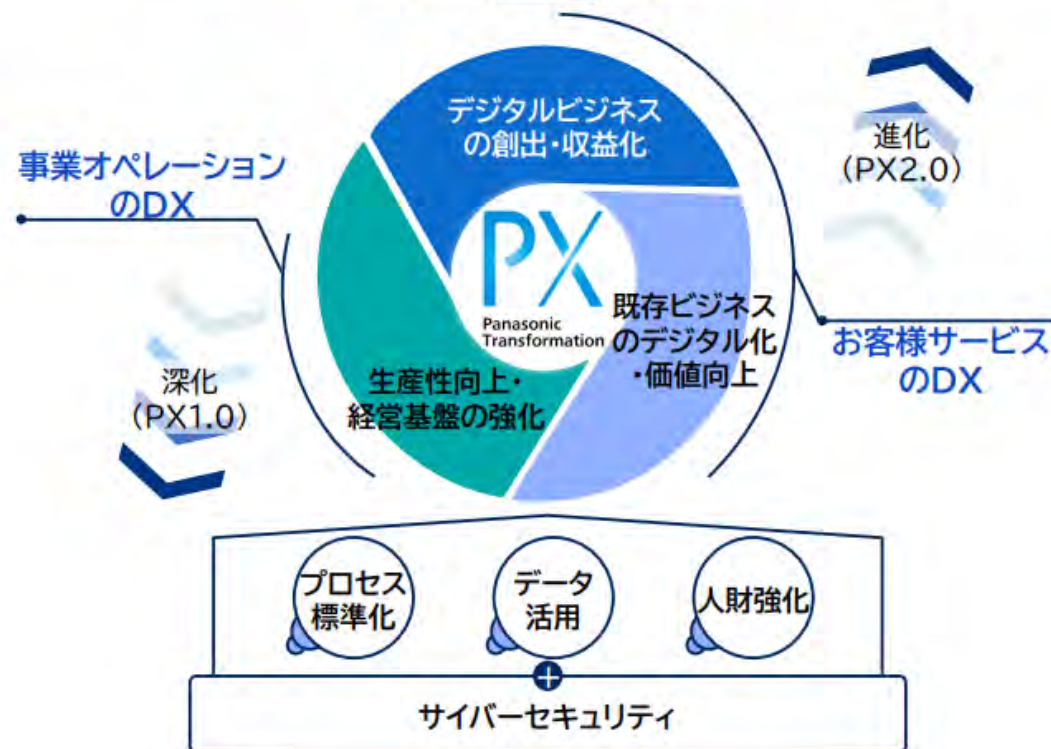 デジタルビジネス
の創出・収益化
進化
(PX2.0)
事業オペレーション
のDX
PX
Panasonic
Transformation
既存ビジネス
のデジタル化
・価値向上
お客様サービス
のDX
深化
(PX1.0)
生産性向上・
経営基盤の強化
プロセス
標準化
データ
活用
人財強化
サイバーセキュリティ